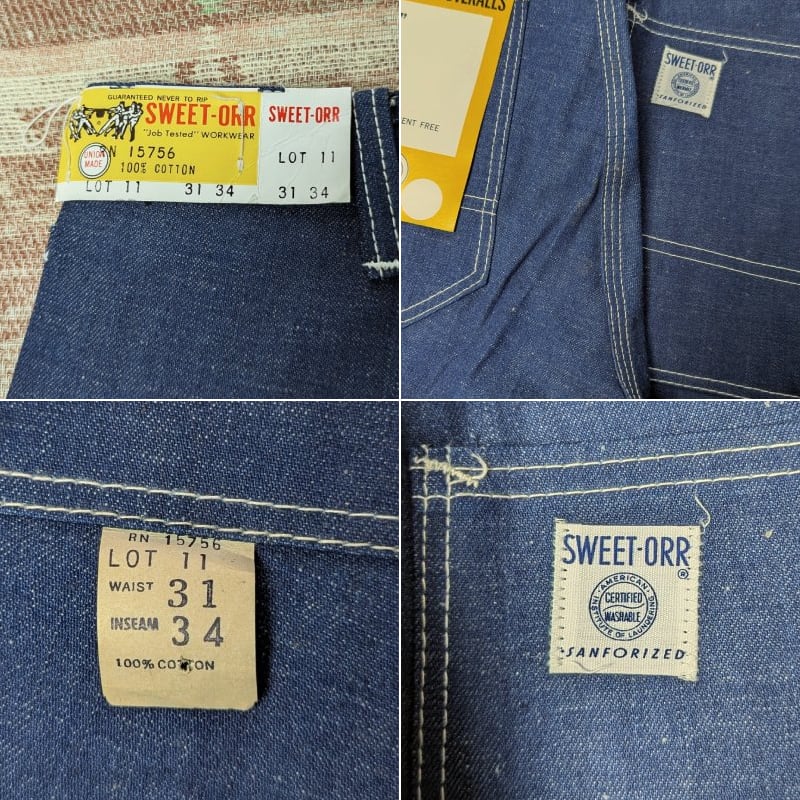 GUARANTEED NEVER TO RIP
SWEET-ORR
"Job Tested" WORKWEAR
UNION MADE
RN 15756
100% COTTON
LOT 11 31 34
SWEET-ORR
LOT 11
31 34
OVERALLS
ENT FREE
SWEET-ORR
SANFORIZED
RN 15756
LOT 11
WAIST 31
INSEAM 34
100% COTTON
SWEET-ORR®
AMERICAN INSTITUTE OF LAUNDERING
CERTIFIED
WASHABLE
SANFORIZED